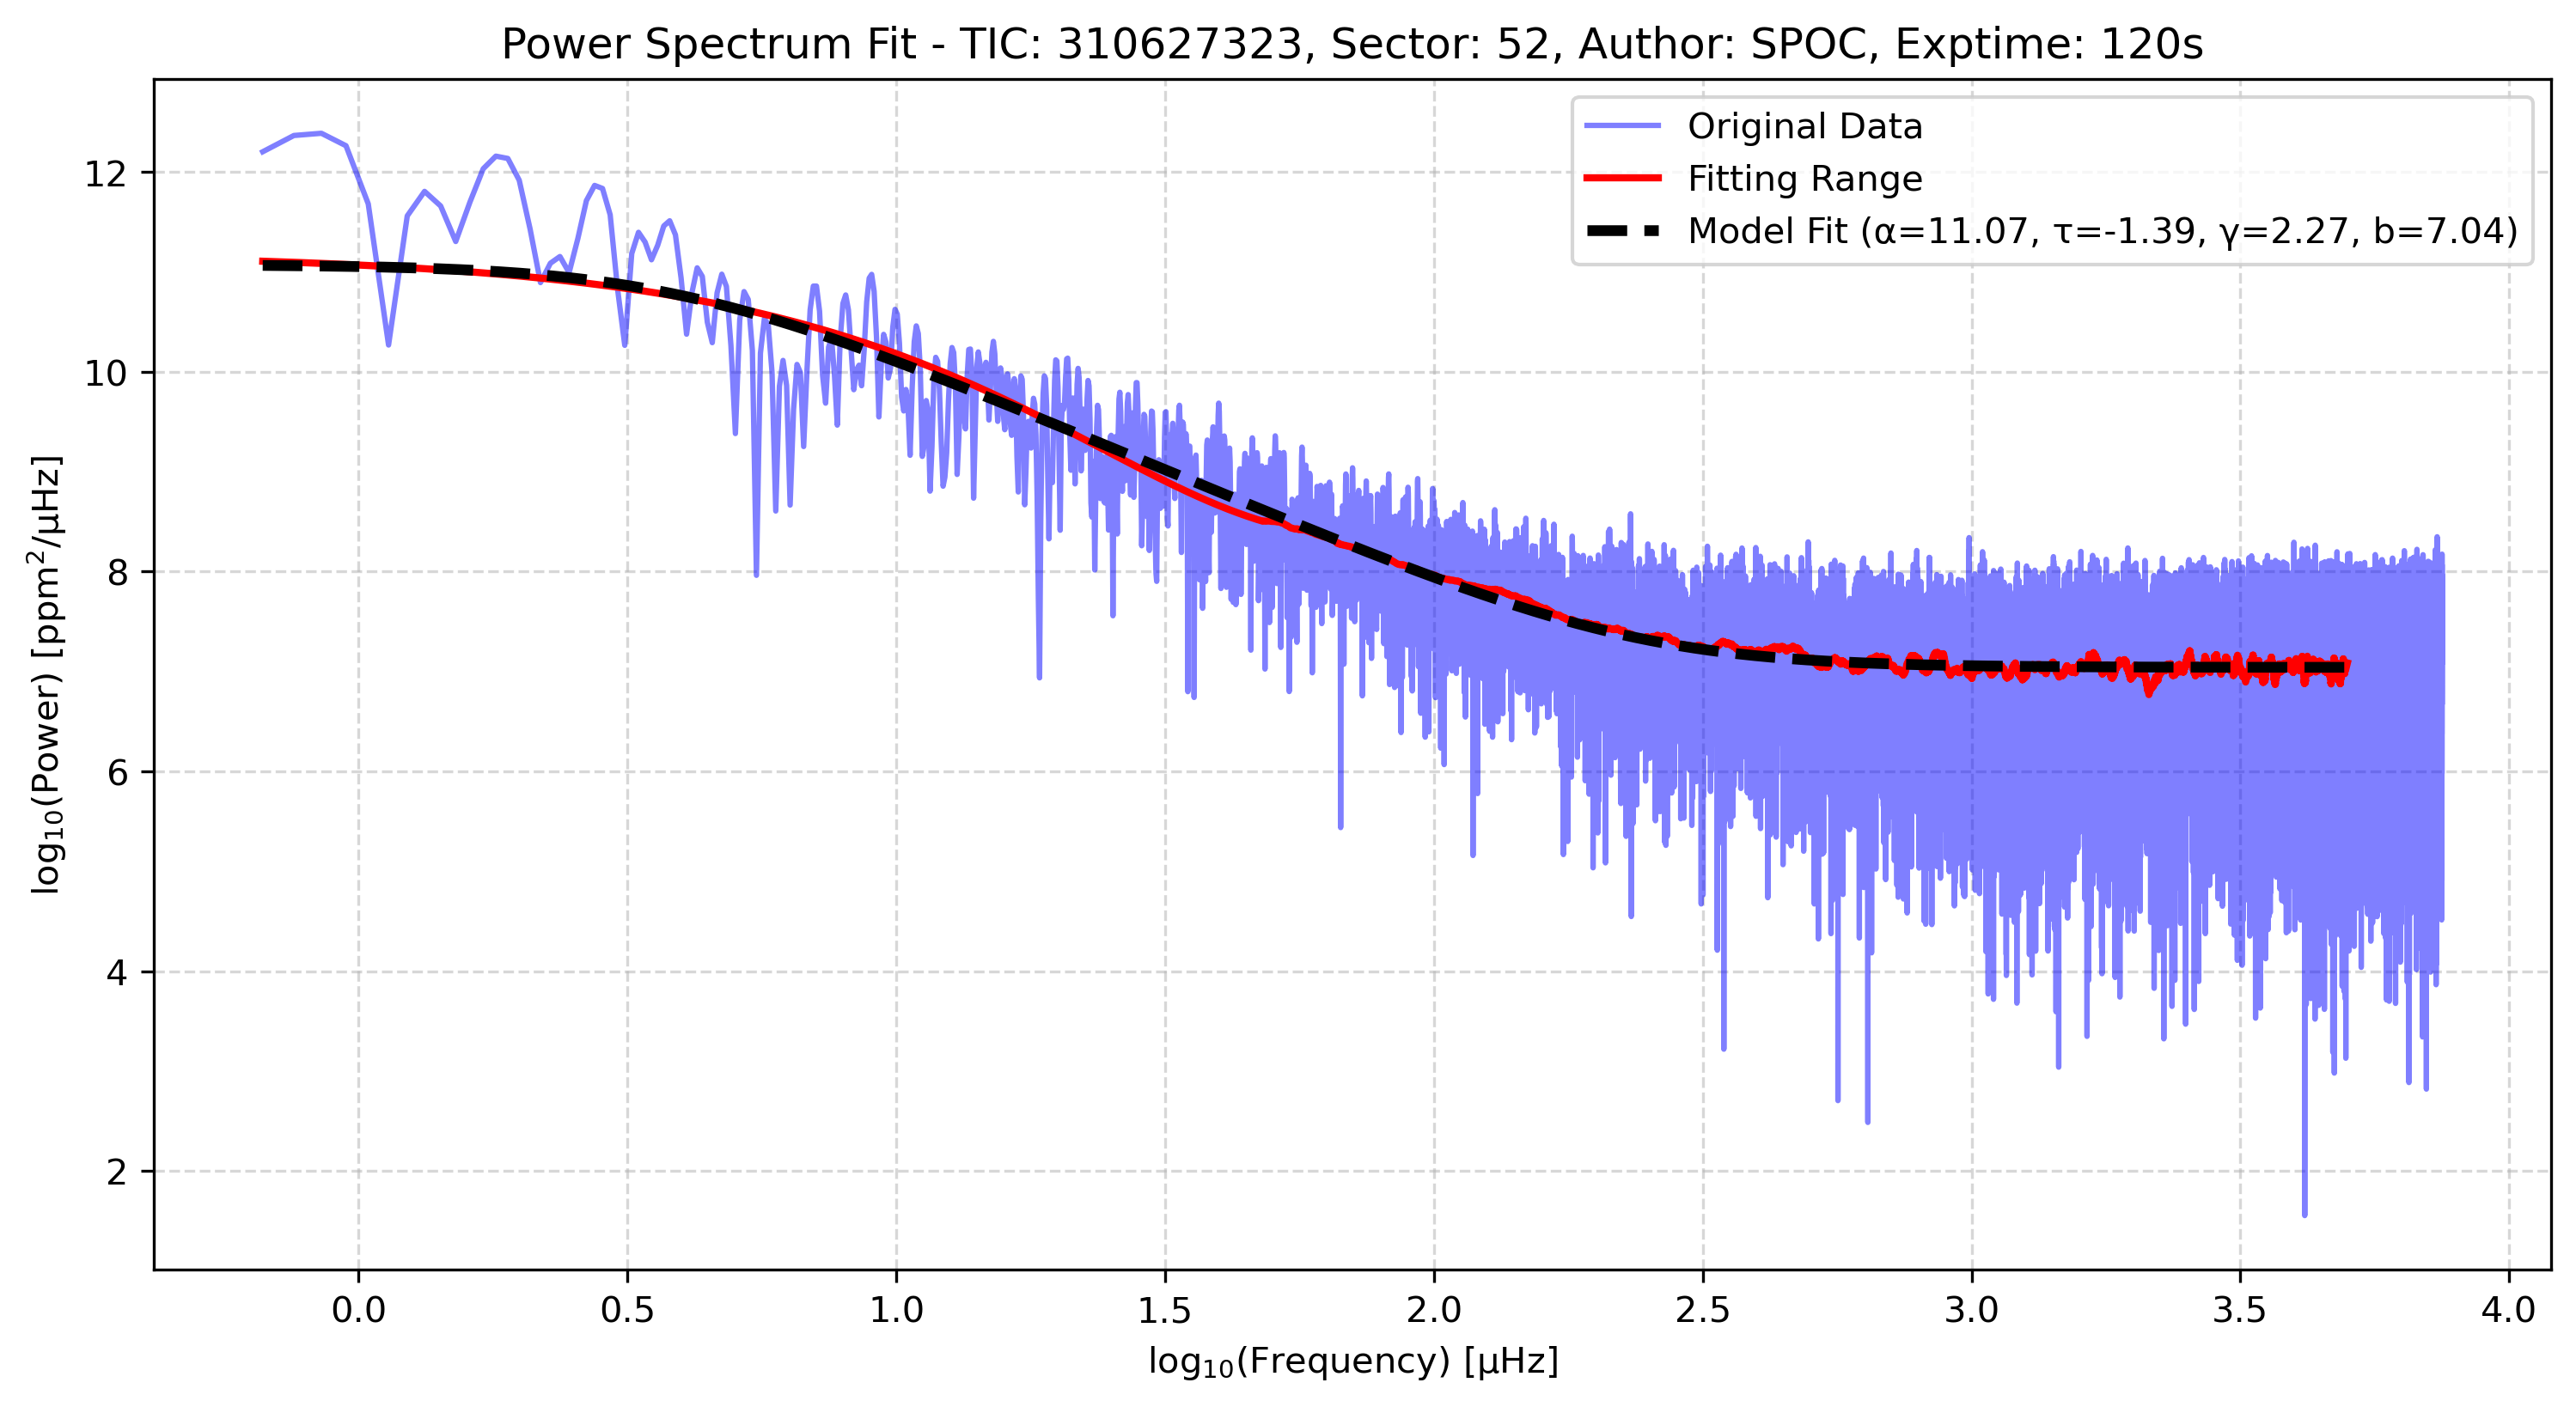 Power Spectrum Fit - TIC: 310627323, Sector: 52, Author: SPOC, Exptime: 120s
Original Data
Fitting Range
Model Fit (α=11.07, τ=-1.39, γ=2.27, b=7.04)
log₁₀(Power) [ppm²/μHz]
12
10
8
6
4
2
0.0 0.5 1.0 1.5 2.0 2.5 3.0 3.5 4.0
log₁₀(Frequency) [μHz]